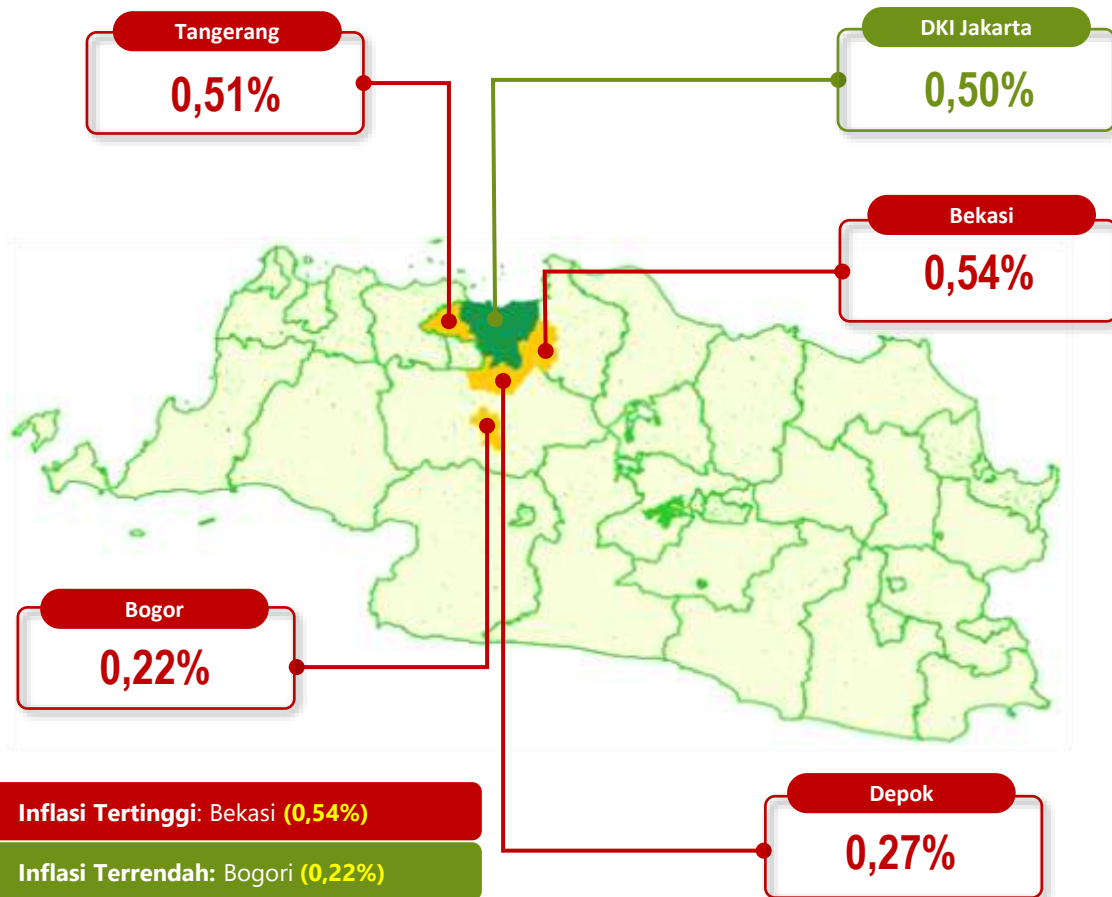 Tangerang
0,51%
DKI Jakarta
0,50%
Bekasi
0,54%
Bogor
0,22%
Inflasi Tertinggi: Bekasi (0,54%)
Inflasi Terrendah: Bogori (0,22%)
Depok
0,27%